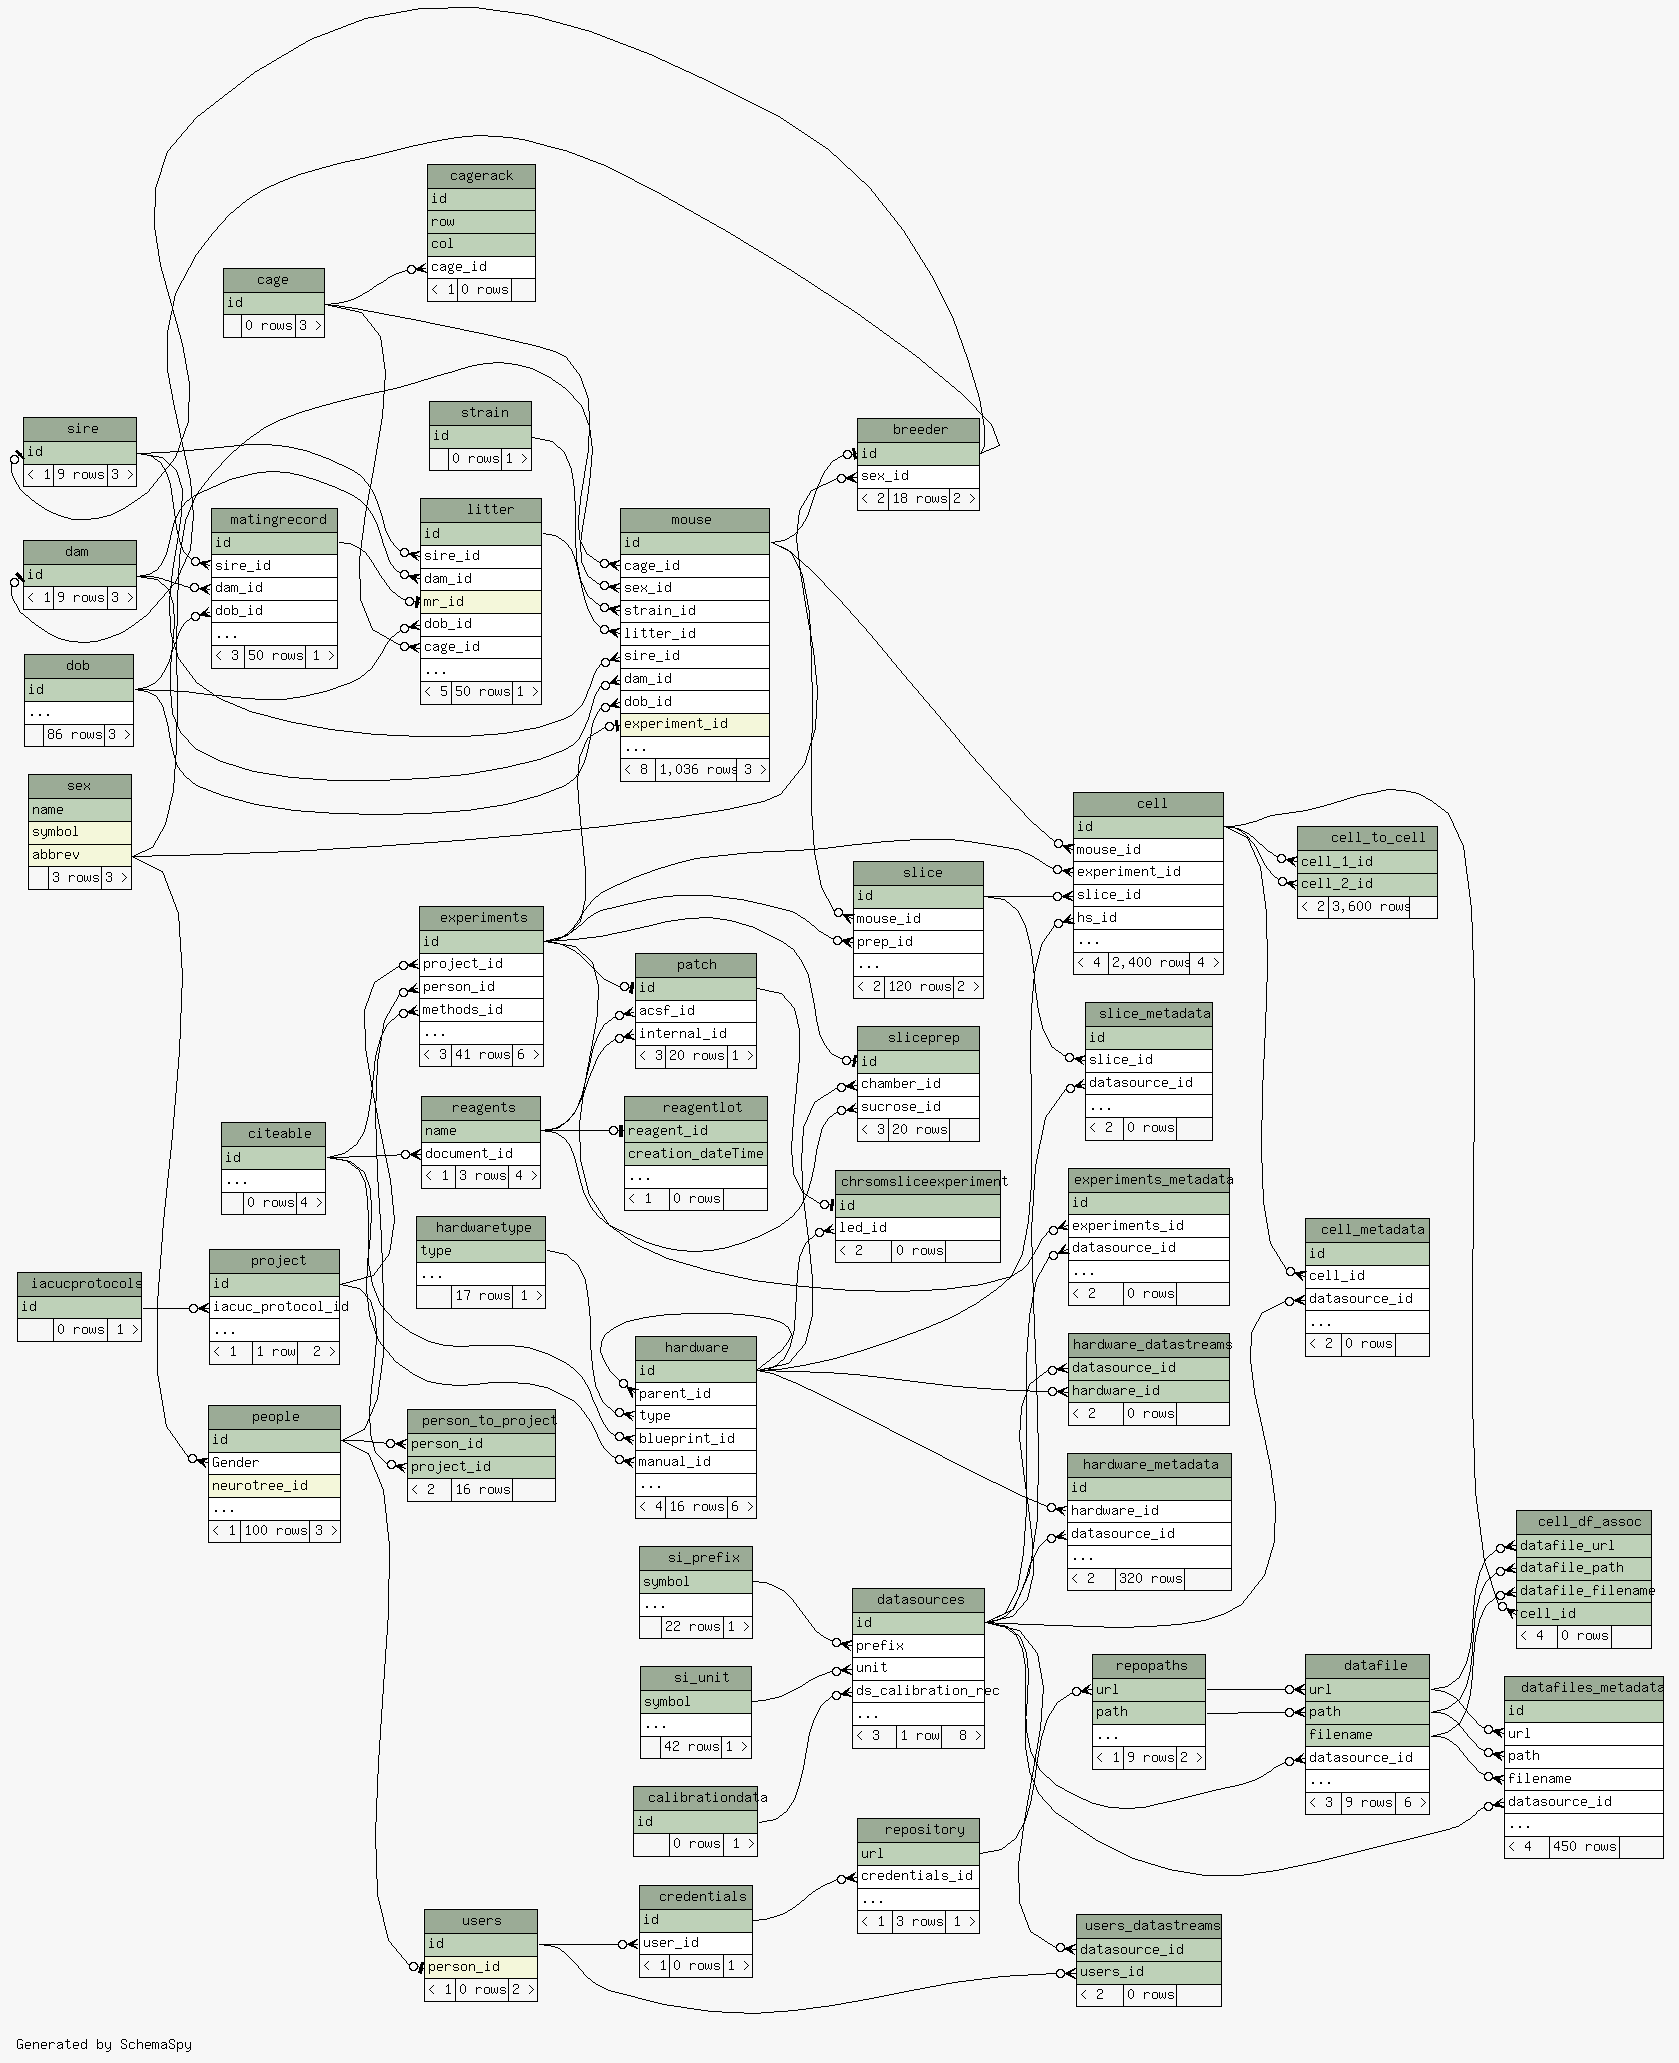 cagerack
id
row
col
cage_id
< 1 0 rows
cage
id
0 rows 3 >
sire
id
< 1 9 rows 3 >
strain
id
0 rows 1 >
breeder
id
sex_id
< 2 18 rows 2 >
dam
id
< 1 9 rows 3 >
matingrecord
id
sire_id
dam_id
dob_id
...
< 3 50 rows 1 >
litter
id
sire_id
dam_id
mr_id
dob_id
cage_id
...
< 5 50 rows 1 >
mouse
id
cage_id
sex_id
strain_id
litter_id
sire_id
dam_id
dob_id
experiment_id
...
< 8 1,036 rows 3 >
dob
id
...
86 rows 3 >
sex
name
symbol
abbrev
3 rows 3 >
cell
id
mouse_id
experiment_id
slice_id
hs_id
...
< 4 2,400 rows 4 >
cell_to_cell
cell_1_id
cell_2_id
< 2 3,600 rows
slice
id
mouse_id
prep_id
...
< 2 120 rows 2 >
experiments
id
project_id
person_id
methods_id
...
< 3 41 rows 6 >
patch
id
acsf_id
internal_id
< 3 20 rows 1 >
slice_metadata
id
slice_id
datasource_id
...
< 2 0 rows
sliceprep
id
chamber_id
sucrose_id
< 3 20 rows
reagents
name
document_id
< 1 3 rows 4 >
reagentlot
reagent_id
creation_dateTime
...
< 1 0 rows
citeable
id
...
0 rows 4 >
chrsomsliceexperiment
id
led_id
< 2 0 rows
experiments_metadata
id
experiments_id
datasource_id
...
< 2 0 rows
cell_metadata
id
cell_id
datasource_id
...
< 2 0 rows
hardwaretype
type
...
17 rows 1 >
project
id
iacuc_protocol_id
...
< 1 1 row 2 >
iacucprotocols
id
0 rows 1 >
hardware
id
parent_id
type
blueprint_id
manual_id
...
< 4 16 rows 6 >
hardware_datastreams
datasource_id
hardware_id
< 2 0 rows
people
id
Gender
neurotree_id
...
< 1 100 rows 3 >
person_to_project
person_id
project_id
< 2 16 rows
hardware_metadata
id
hardware_id
datasource_id
...
< 2 320 rows
cell_df_assoc
datafile_url
datafile_path
datafile_filename
cell_id
< 4 0 rows
si_prefix
symbol
...
22 rows 1 >
datasources
id
prefix
unit
ds_calibration_rec
...
< 3 1 row 8 >
si_unit
symbol
...
42 rows 1 >
repopaths
url
path
...
< 1 9 rows 2 >
datafile
url
path
filename
datasource_id
...
< 3 9 rows 6 >
datafiles_metadata
id
url
path
filename
datasource_id
...
< 4 450 rows
calibrationdata
id
0 rows 1 >
repository
url
credentials_id
...
< 1 3 rows 1 >
credentials
id
user_id
< 1 0 rows 1 >
users
id
person_id
< 1 0 rows 2 >
users_datastreams
datasource_id
users_id
< 2 0 rows
Generated by SchemaSpy